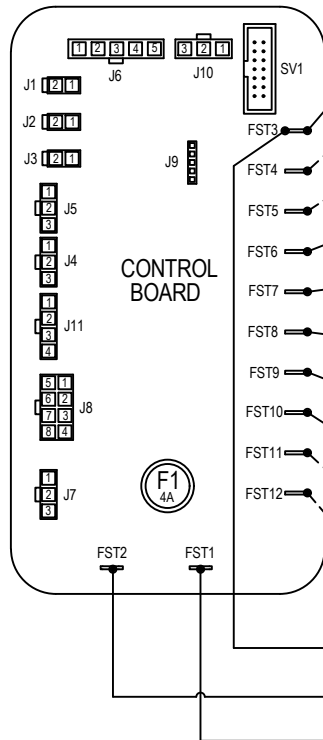 1 2 3 4 5
3 2 1
J6
J10
SV1
J1 2 1
J2 2 1
J3 2 1
FST3
J9
FST4
1
2
3
J5
FST5
1
2
3
J4
FST6
CONTROL
BOARD
FST7
1
2
3
4
J11
FST8
FST9
5 1
6 2
7 3
8 4
J8
FST10
FST11
1
2
3
J7
F1
4A
FST12
FST2
FST1